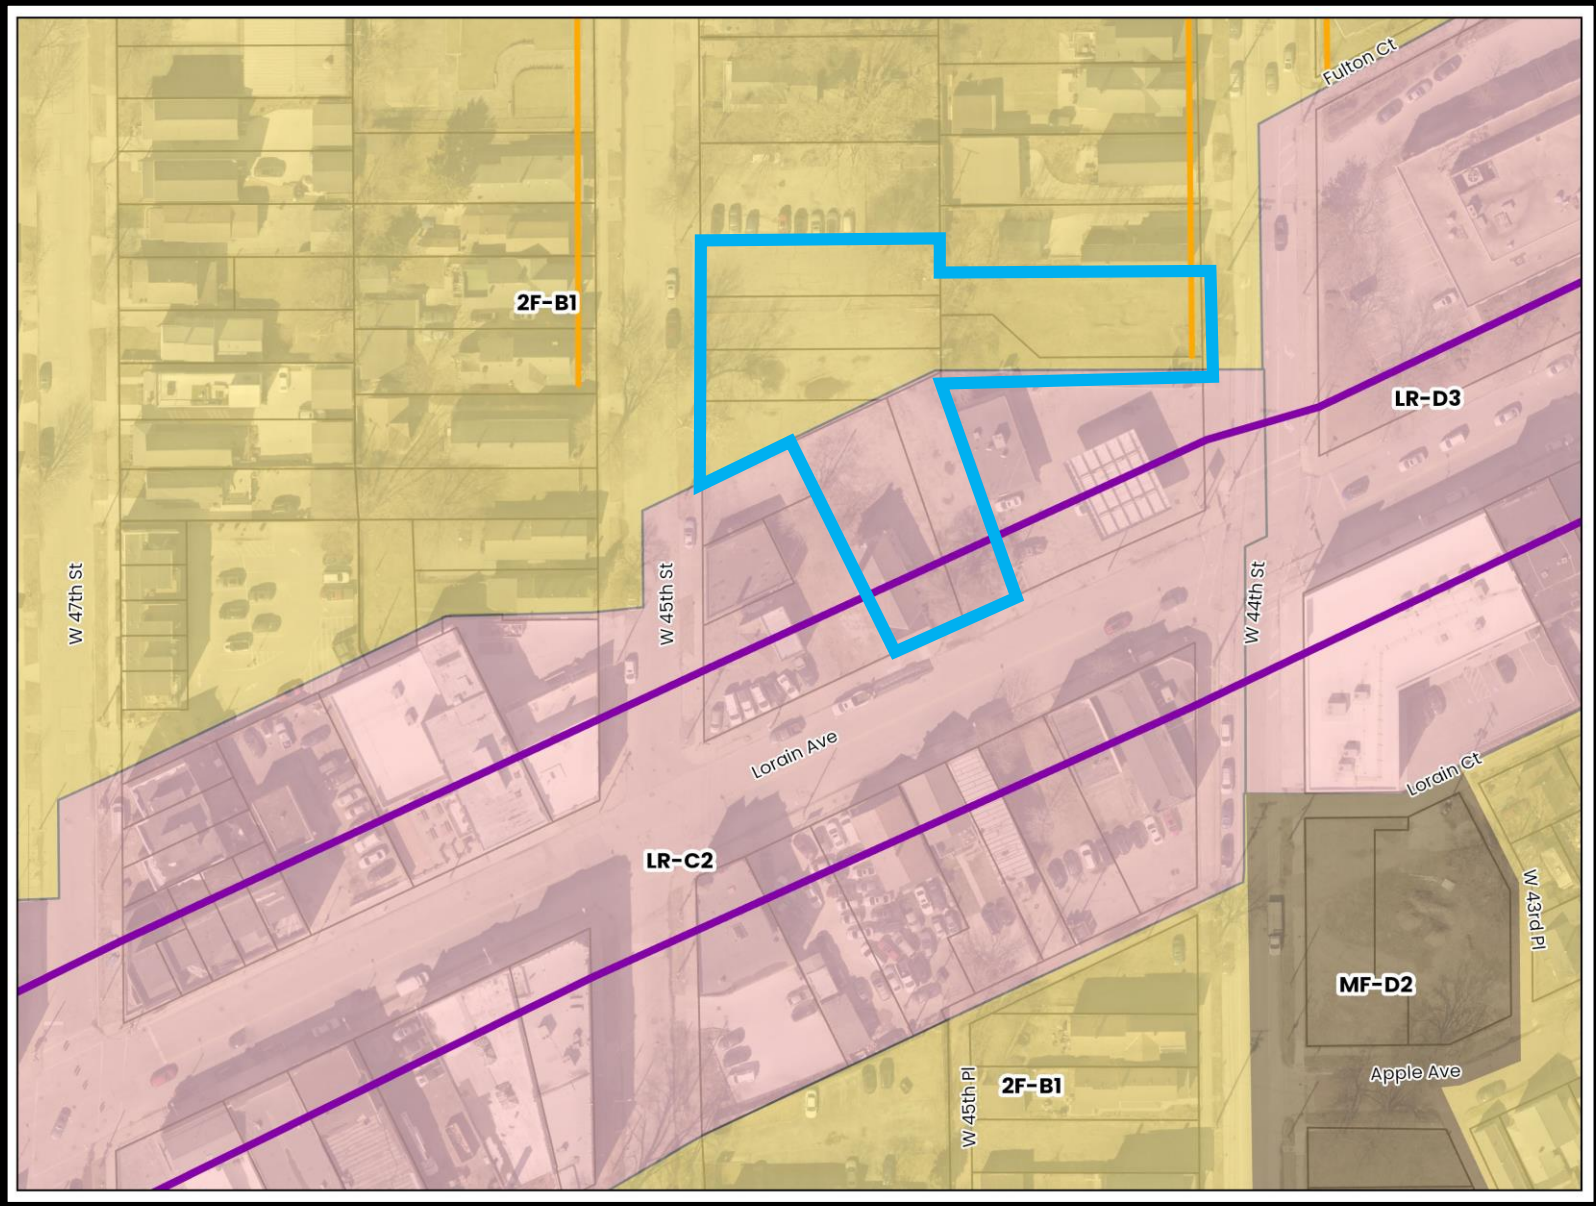 Fulton Ct
2F-B1
LR-D3
W 47th St
W 45th St
W 44th St
Lorain Ave
Lorain Ct
LR-C2
W 43rd Pl
MF-D2
Apple Ave
W 45th Pl
2F-B1